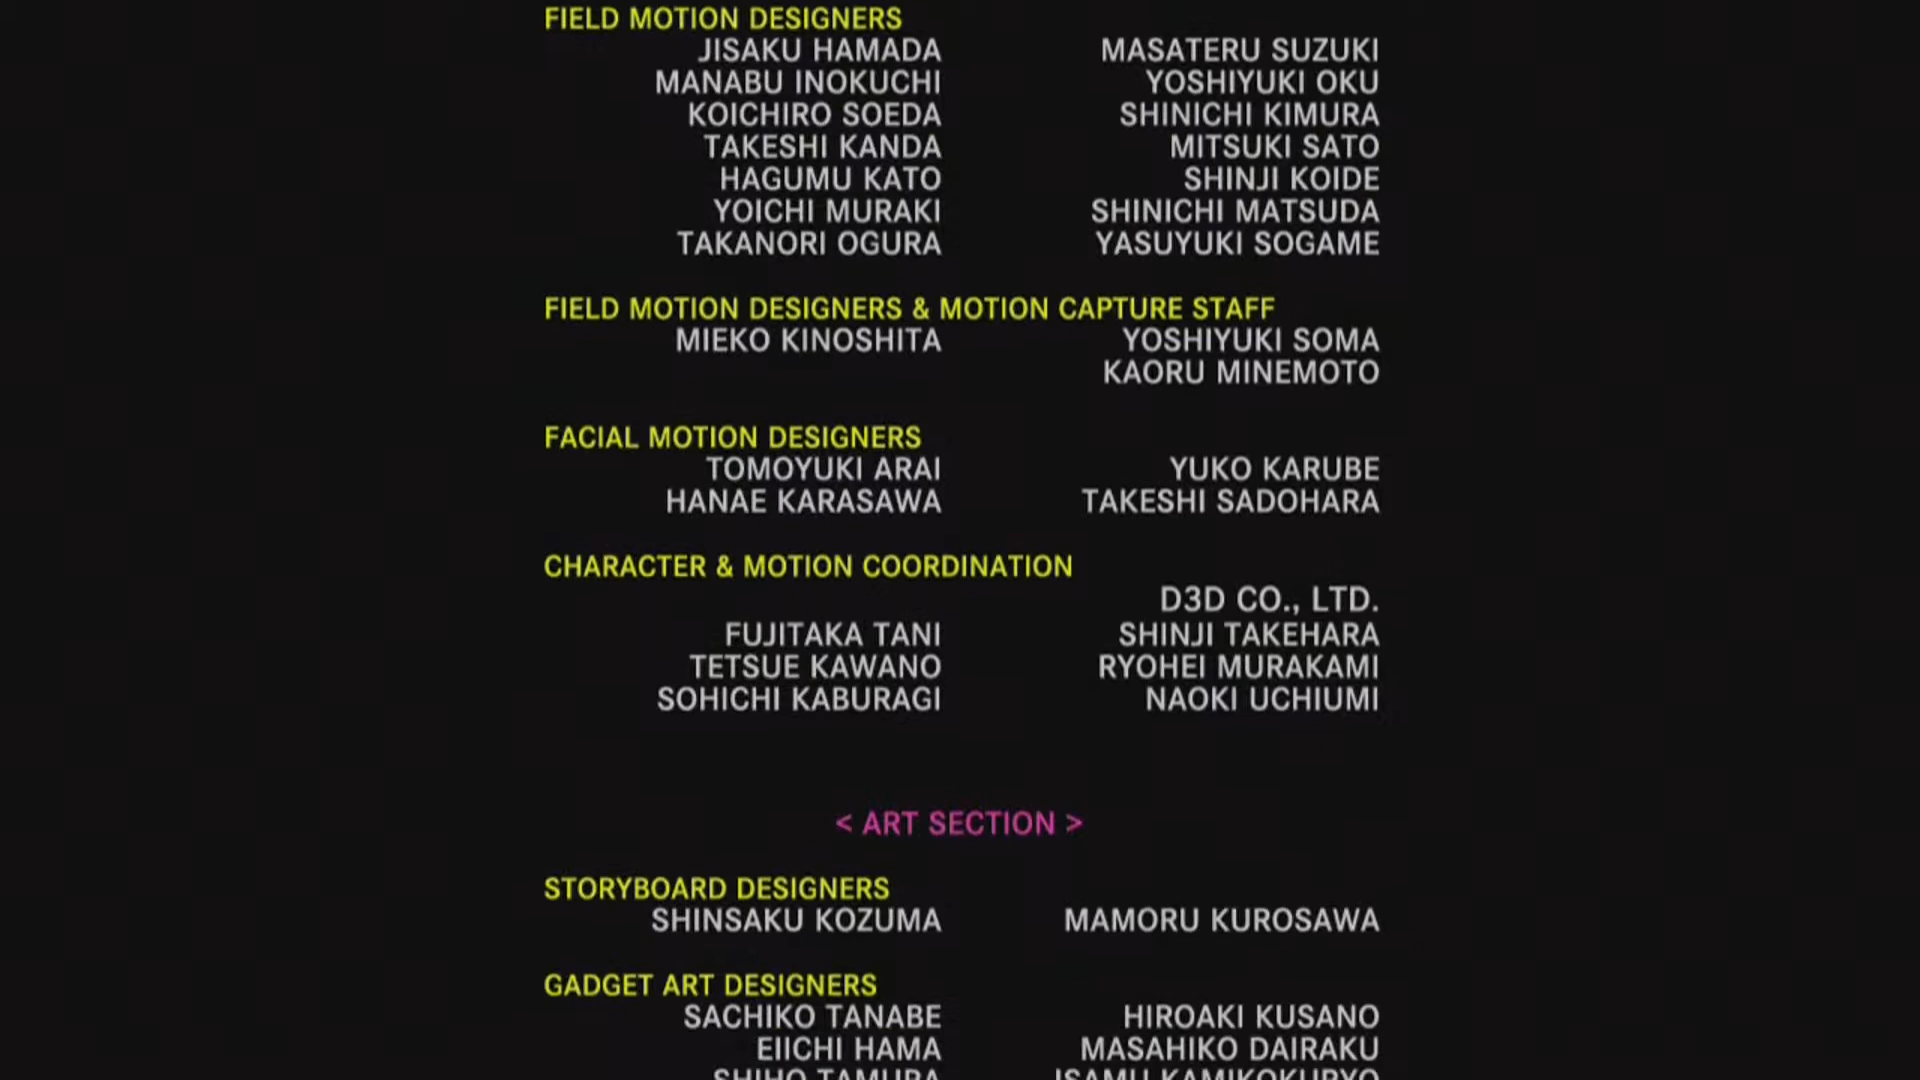 FIELD MOTION DESIGNERS
JISAKU HAMADA MASATERU SUZUKI
MANABU INOKUCHI YOSHIYUKI OKU
KOICHIRO SOEDA SHINICHI KIMURA
TAKESHI KANDA MITSUKI SATO
HAGUMU KATO SHINJI KOIDE
YOICHI MURAKI SHINICHI MATSUDA
TAKANORI OGURA YASUYUKI SOGAME
FIELD MOTION DESIGNERS & MOTION CAPTURE STAFF
MIEKO KINOSHITA YOSHIYUKI SOMA
KAORU MINEMOTO
FACIAL MOTION DESIGNERS
TOMOYUKI ARAI YUKO KARUBE
HANAE KARASAWA TAKESHI SADOHARA
CHARACTER & MOTION COORDINATION
D3D CO., LTD.
FUJITAKA TANI SHINJI TAKEHARA
TETSUE KAWANO RYOHEI MURAKAMI
SOHICHI KABURAGI NAOKI UCHIUMI
< ART SECTION >
STORYBOARD DESIGNERS
SHINSAKU KOZUMA MAMORU KUROSAWA
GADGET ART DESIGNERS
SACHIKO TANABE HIROAKI KUSANO
EIICHI HAMA MASAHIKO DAIRAKU
SHIHO TAMURA ISAMU KAMIKOKURYO